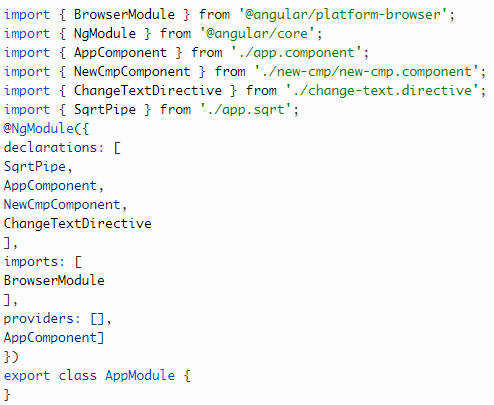 import { BrowserModule } from '@angular/platform-browser';
import { NgModule } from '@angular/core';
import { AppComponent } from './app.component';
import { NewCmpComponent } from './new-cmp/new-cmp.component';
import { ChangeTextDirective } from './change-text.directive';
import { SqrtPipe } from './app.sqrt';
@NgModule({
declarations: [
SqrtPipe,
AppComponent,
NewCmpComponent,
ChangeTextDirective
],
imports: [
BrowserModule
],
providers: [],
AppComponent]
})
export class AppModule {
}